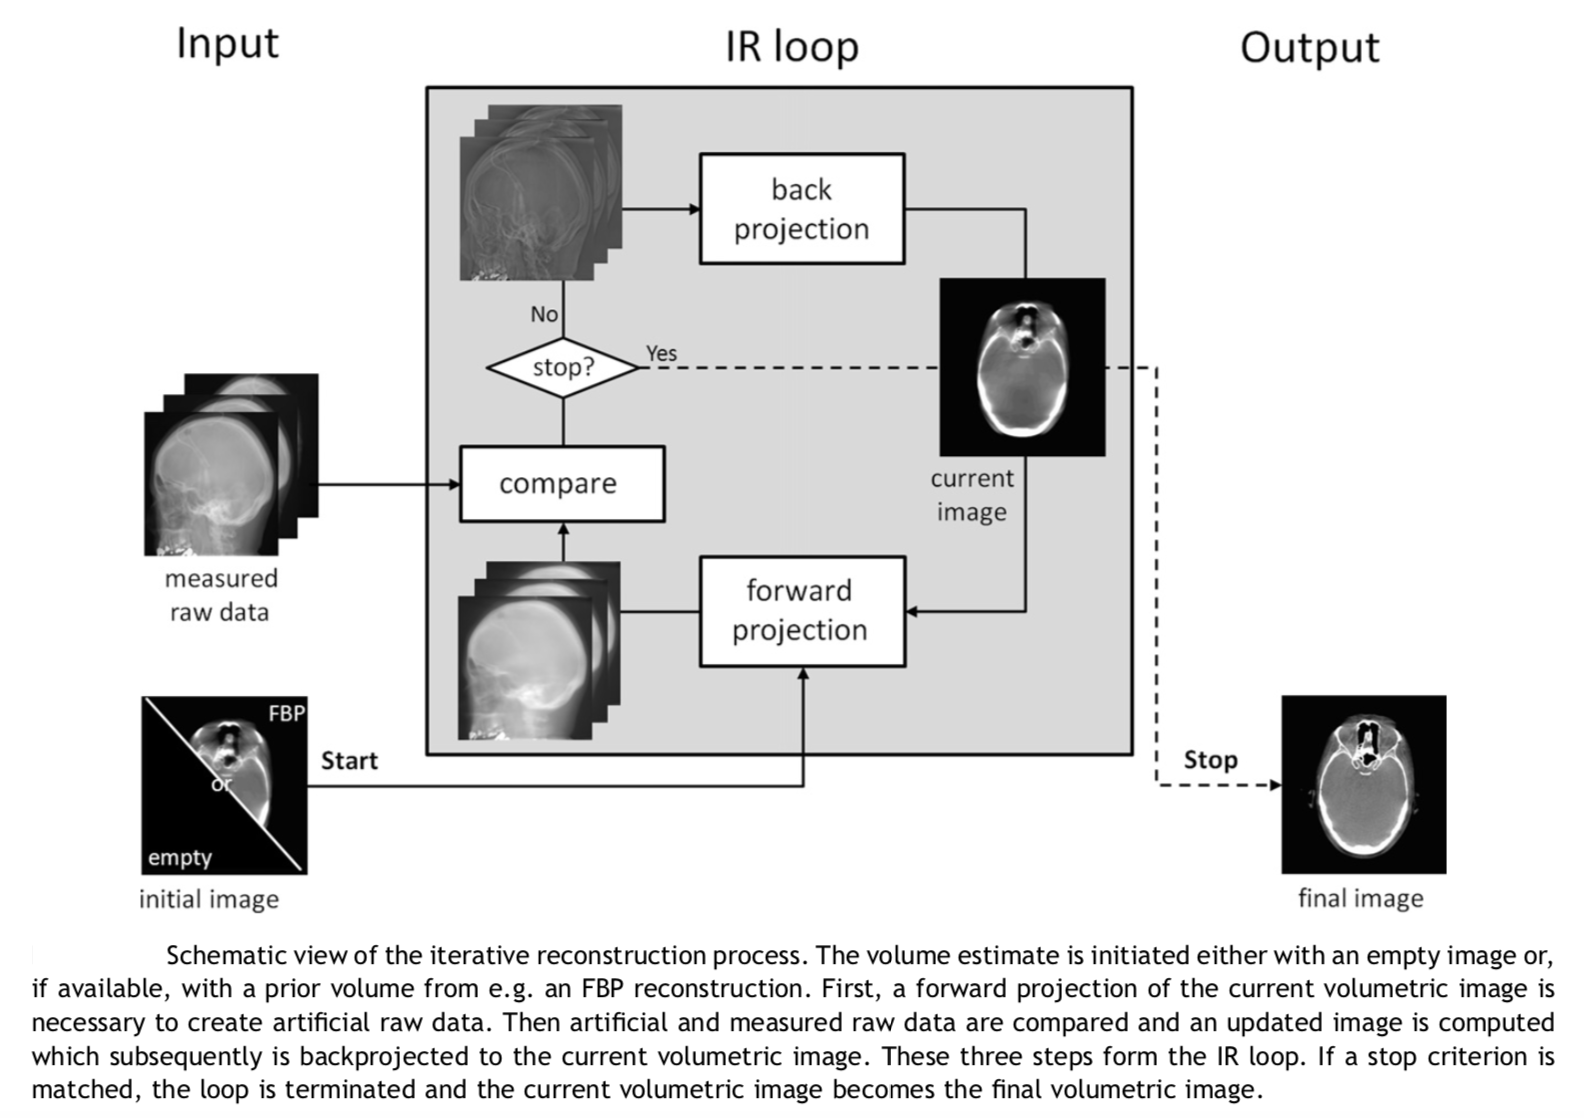 Input
IR loop
Output
back
projection
No
stop?
Yes
compare
current
image
measured
raw data
forward
projection
FBP
or
empty
Start
Stop
initial image
final image
Schematic view of the iterative reconstruction process. The volume estimate is initiated either with an empty image or,
if available, with a prior volume from e.g. an FBP reconstruction. First, a forward projection of the current volumetric image is
necessary to create artificial raw data. Then artificial and measured raw data are compared and an updated image is computed
which subsequently is backprojected to the current volumetric image. These three steps form the IR loop. If a stop criterion is
matched, the loop is terminated and the current volumetric image becomes the final volumetric image.